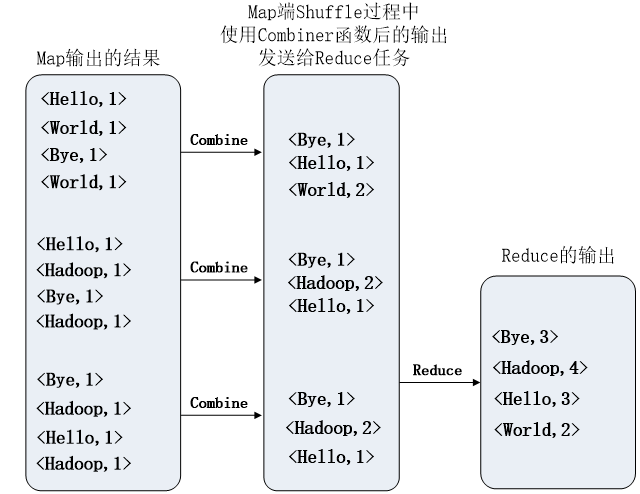 Map输出的结果
<Hello,1>
<World,1>
<Bye,1>
<World,1>
<Hello,1>
<Hadoop,1>
<Bye,1>
<Hadoop,1>
<Bye,1>
<Hadoop,1>
<Hello,1>
<Hadoop,1>
Combine
Combine
Combine
Map端Shuffle过程中
使用Combiner函数后的输出
发送给Reduce任务
<Bye,1>
<Hello,1>
<World,2>
<Bye,1>
<Hadoop,2>
<Hello,1>
<Bye,1>
<Hadoop,2>
<Hello,1>
Reduce
Reduce的输出
<Bye,3>
<Hadoop,4>
<Hello,3>
<World,2>